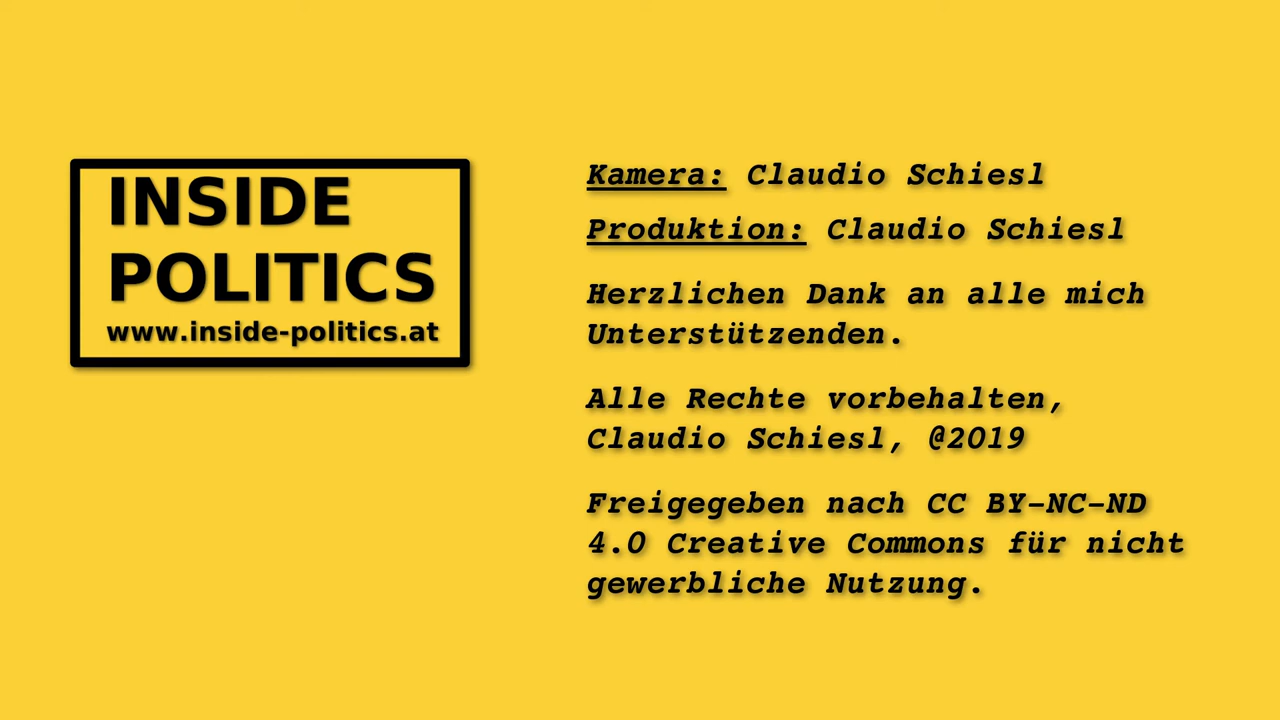 INSIDE
POLITICS
www.inside-politics.at
Kamera: Claudio Schiesl
Produktion: Claudio Schiesl
Herzlichen Dank an alle mich
Unterstützenden.
Alle Rechte vorbehalten,
Claudio Schiesl, @2019
Freigegeben nach CC BY-NC-ND
4.0 Creative Commons für nicht
gewerbliche Nutzung.